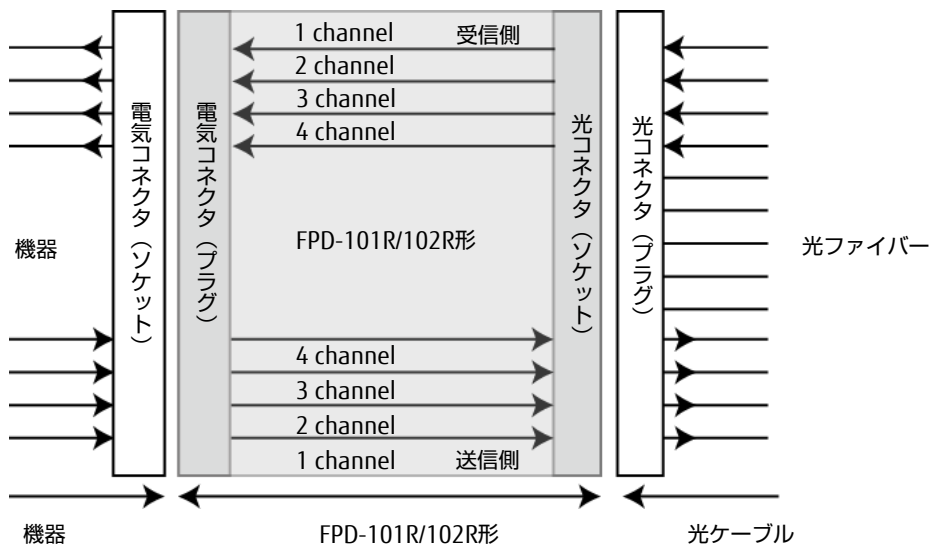 1 channel 受信側
2 channel
3 channel
4 channel
電気コネクタ（ソケット）
電気コネクタ（プラグ）
光コネクタ（ソケット）
光コネクタ（プラグ）
機器
FPD-101R/102R形
光ファイバー
4 channel
3 channel
2 channel
1 channel 送信側
機器
FPD-101R/102R形
光ケーブル